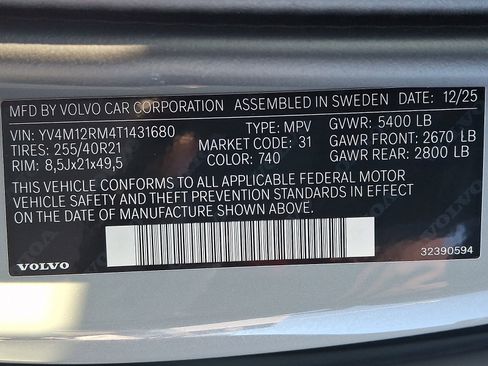 MFD BY VOLVO CAR CORPORATION ASSEMBLED IN SWEDEN DATE: 12/25
VIN: YV4M12RM4T1431680 TYPE: MPV GVWR: 5400 LB
TIRES: 255/40R21 MARKET CODE: 31 GAWR FRONT: 2670 LB
RIM: 8,5Jx21x49,5 COLOR: 740 GAWR REAR: 2800 LB
THIS VEHICLE CONFORMS TO ALL APPLICABLE FEDERAL MOTOR
VEHICLE SAFETY AND THEFT PREVENTION STANDARDS IN EFFECT
ON THE DATE OF MANUFACTURE SHOWN ABOVE.
VOLVO 32390594